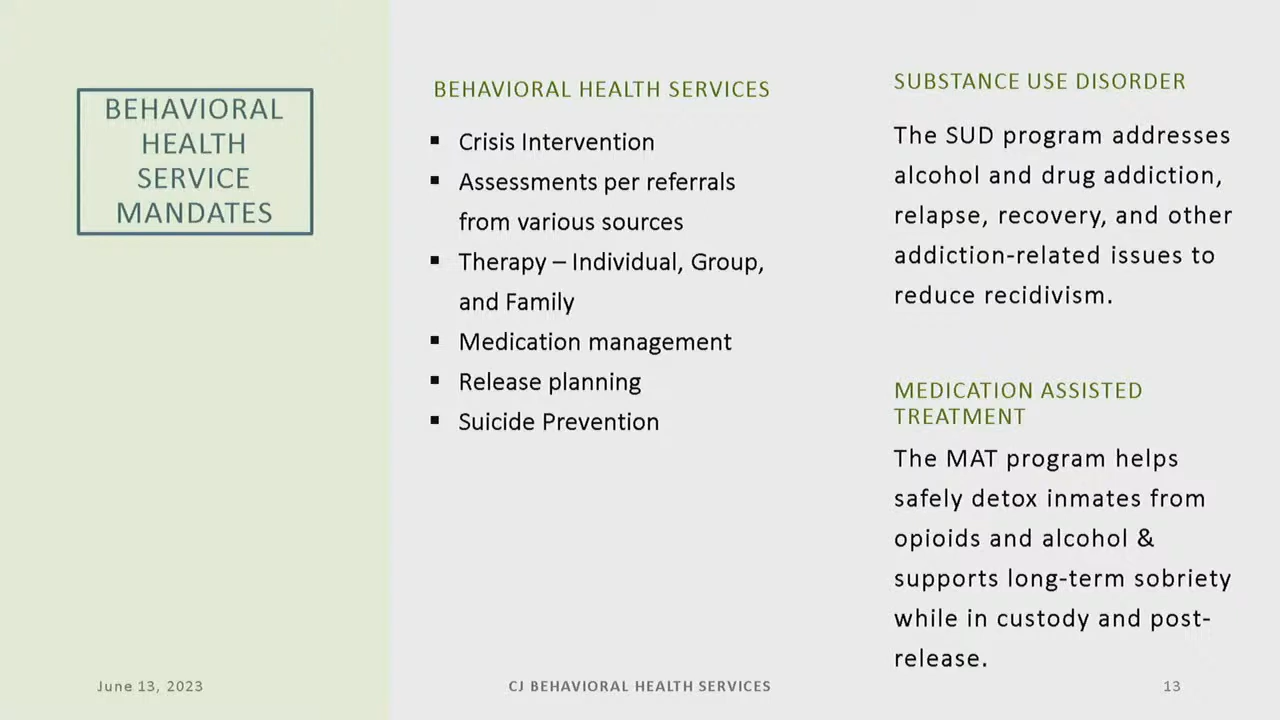 BEHAVIORAL
HEALTH
SERVICE
MANDATES
BEHAVIORAL HEALTH SERVICES
▪ Crisis Intervention
▪ Assessments per referrals
from various sources
▪ Therapy – Individual, Group,
and Family
▪ Medication management
▪ Release planning
▪ Suicide Prevention
SUBSTANCE USE DISORDER
The SUD program addresses
alcohol and drug addiction,
relapse, recovery, and other
addiction-related issues to
reduce recidivism.
MEDICATION ASSISTED
TREATMENT
The MAT program helps
safely detox inmates from
opioids and alcohol &
supports long-term sobriety
while in custody and post-
release.
June 13, 2023
CJ BEHAVIORAL HEALTH SERVICES
13